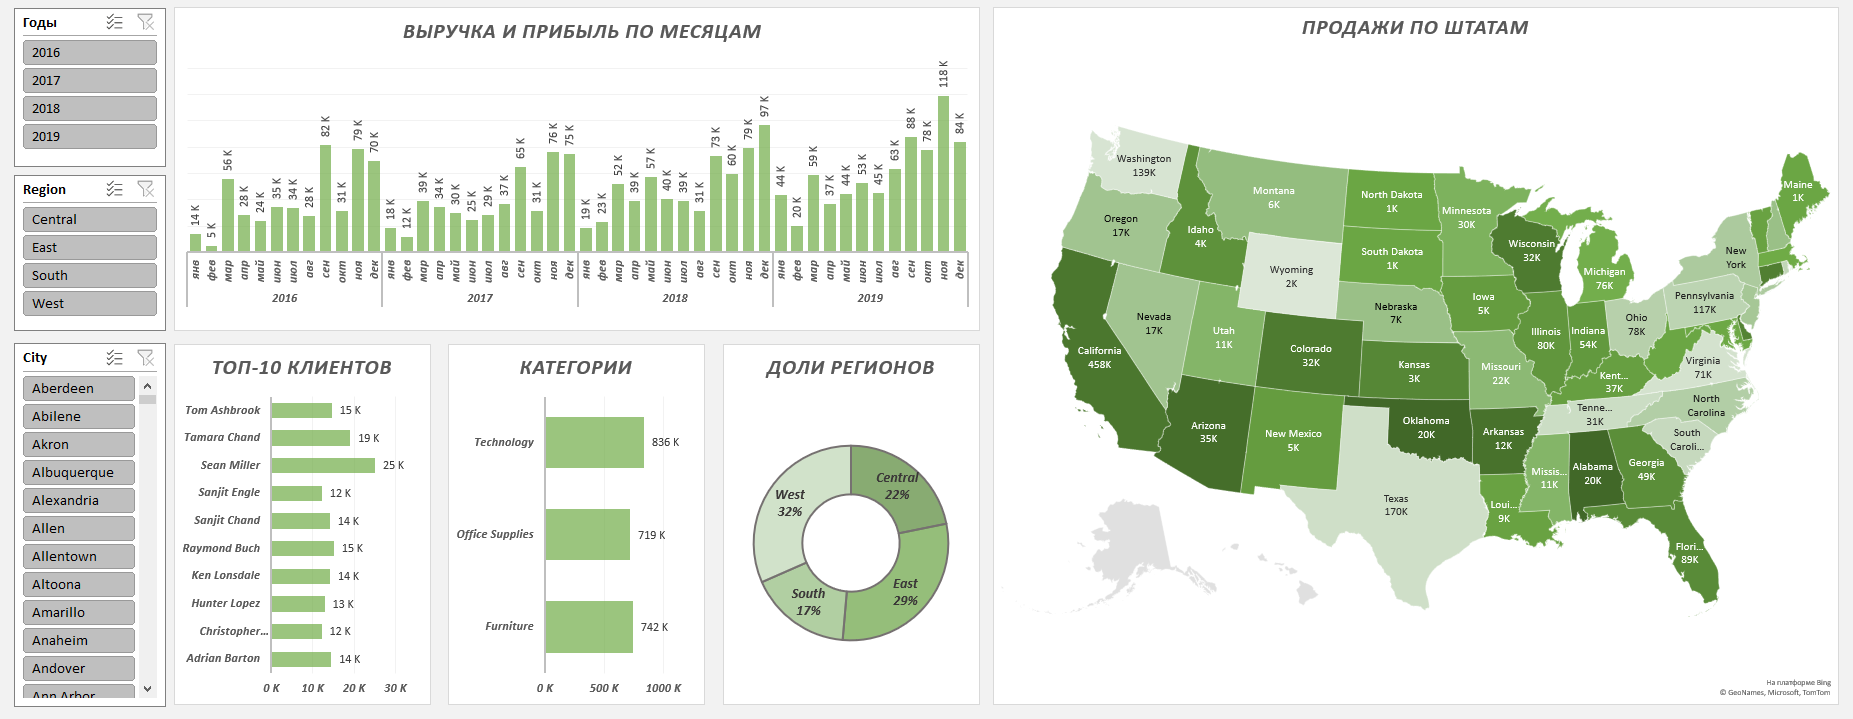 Годы
2016
2017
2018
2019
Region
Central
East
South
West
City
Aberdeen
Abilene
Akron
Albuquerque
Alexandria
Allen
Allentown
Altoona
Amarillo
Anaheim
Andover
Ann Arbor
ВЫРУЧКА И ПРИБЫЛЬ ПО МЕСЯЦАМ
14 K 5 K 56 K 28 K 24 K 35 K 34 K 28 K 82 K 31 K 79 K 70 K 18 K 12 K 39 K 34 K 30 K 25 K 29 K 37 K 65 K 31 K 76 K 75 K 19 K 23 K 52 K 39 K 57 K 40 K 39 K 31 K 73 K 60 K 79 K 97 K 44 K 20 K 59 K 37 K 44 K 53 K 45 K 63 K 88 K 78 K 118 K 84 K
янв фев мар апр май июн июл авг сен окт ноя дек янв фев мар апр май июн июл авг сен окт ноя дек янв фев мар апр май июн июл авг сен окт ноя дек янв фев мар апр май июн июл авг сен окт ноя дек
2016 2017 2018 2019
ТОП-10 КЛИЕНТОВ
Tom Ashbrook 15 K
Tamara Chand 19 K
Sean Miller 25 K
Sanjit Engle 12 K
Sanjit Chand 14 K
Raymond Buch 15 K
Ken Lonsdale 14 K
Hunter Lopez 13 K
Christopher... 12 K
Adrian Barton 14 K
0 K 10 K 20 K 30 K
КАТЕГОРИИ
Technology 836 K
Office Supplies 719 K
Furniture 742 K
0 K 500 K 1000 K
ДОЛИ РЕГИОНОВ
Central
22%
East
29%
South
17%
West
32%
ПРОДАЖИ ПО ШТАТАМ
Washington
139K
Oregon
17K
California
458K
Nevada
17K
Idaho
4K
Montana
6K
Wyoming
2K
Utah
11K
Colorado
32K
Arizona
35K
New Mexico
5K
North Dakota
1K
South Dakota
1K
Nebraska
7K
Kansas
3K
Oklahoma
20K
Texas
170K
Minnesota
30K
Iowa
5K
Missouri
22K
Arkansas
12K
Loui...
9K
Wisconsin
32K
Illinois
80K
Michigan
76K
Indiana
54K
Ohio
78K
Kent...
37K
Tenne...
31K
Missis...
11K
Alabama
20K
Georgia
49K
Flori...
89K
South
Caroli...
North
Carolina
Virginia
71K
Pennsylvania
117K
New
York
Maine
1K
На платформе Bing
© GeoNames, Microsoft, TomTom